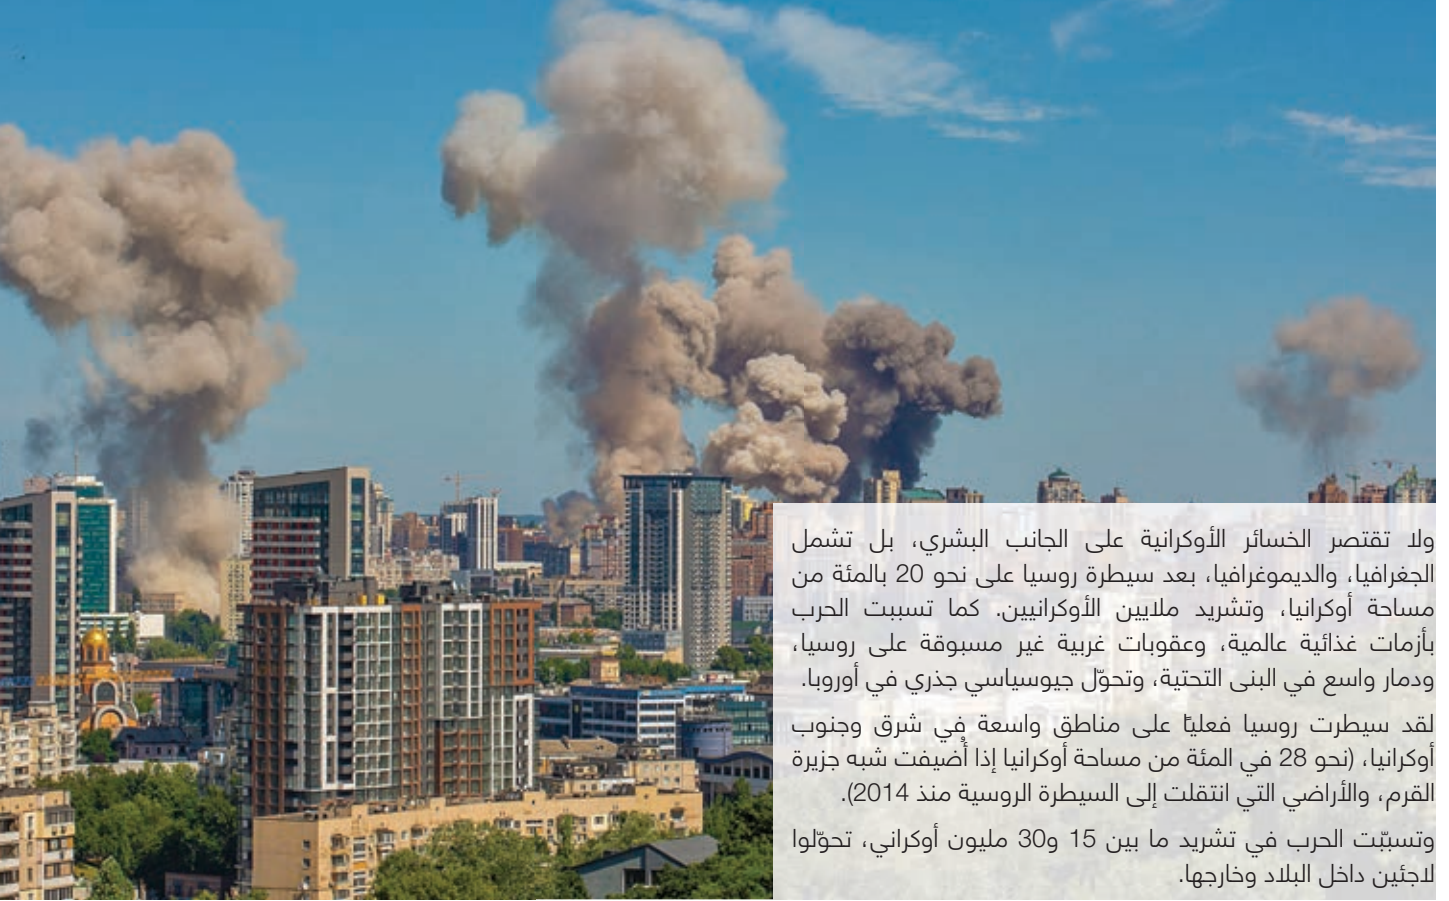 ولا تقتصر الخسائر الأوكرانية على الجانب البشري، بل تشمل
الجغرافيا، والديموغرافيا، بعد سيطرة روسيا على نحو 20 بالمئة من
مساحة أوكرانيا، وتشريد ملايين الأوكرانيين. كما تسببت الحرب
بأزمات غذائية عالمية، وعقوبات غربية غير مسبوقة على روسيا،
ودمار واسع في البنى التحتية، وتحوّل جيوسياسي جذري في أوروبا.
لقد سيطرت روسيا فعليًا على مناطق واسعة في شرق وجنوب
أوكرانيا، (نحو 28 في المئة من مساحة أوكرانيا إذا أُضيفت شبه جزيرة
القرم، والأراضي التي انتقلت إلى السيطرة الروسية منذ 2014).
وتسببّت الحرب في تشريد ما بين 15 و30 مليون أوكراني، تحوّلوا
لاجئين داخل البلاد وخارجها.